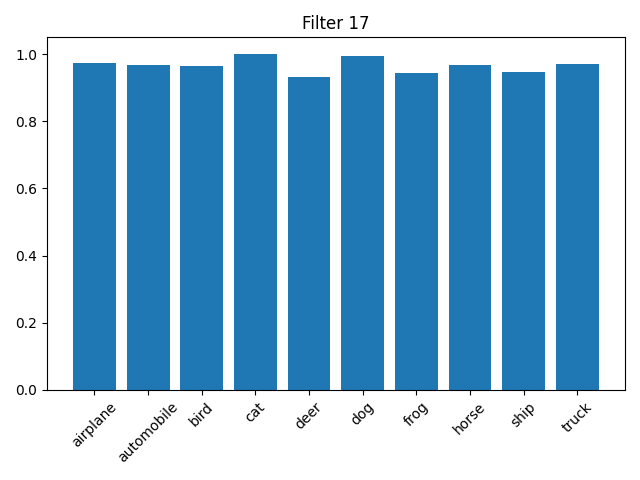 Filter 17
1.0
0.8
0.6
0.4
0.2
0.0
airplane
automobile
bird
cat
deer
dog
frog
horse
ship
truck